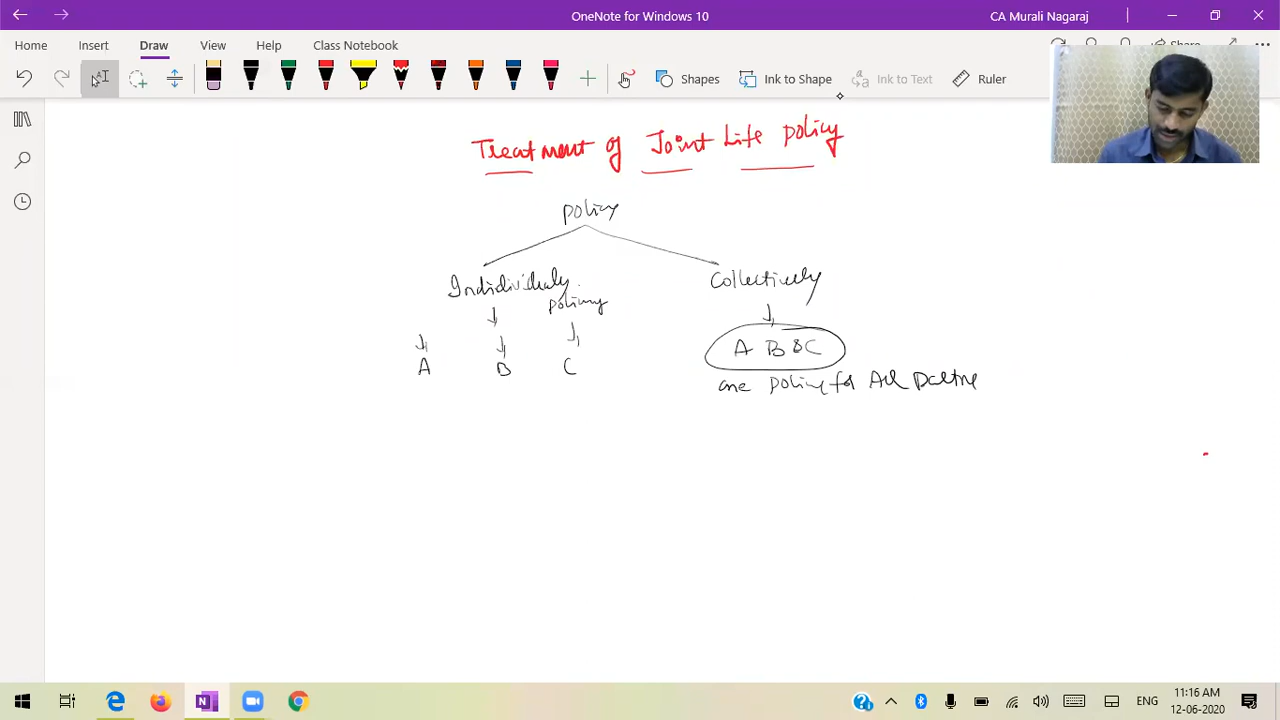 OneNote for Windows 10
CA Murali Nagaraj
Home Insert Draw View Help Class Notebook Share
Shapes Ink to Shape Ink to Text Ruler
Treatment of Joint Life policy
policy
Individually Collectively
policy
A B C A B & C
one policy for All Partne
ENG 11:16 AM
12-06-2020